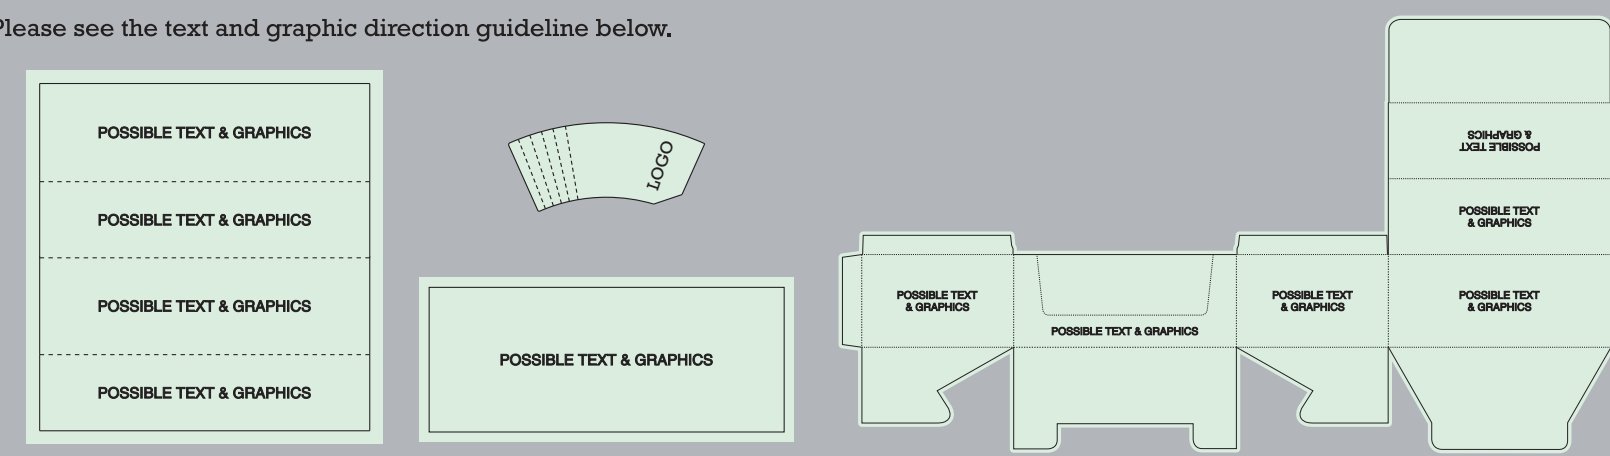 Please see the text and graphic direction guideline below.
POSSIBLE TEXT & GRAPHICS
POSSIBLE TEXT & GRAPHICS
POSSIBLE TEXT & GRAPHICS
POSSIBLE TEXT & GRAPHICS
LOGO
POSSIBLE TEXT & GRAPHICS
POSSIBLE TEXT
& GRAPHICS
POSSIBLE TEXT
& GRAPHICS
POSSIBLE TEXT
& GRAPHICS
POSSIBLE TEXT & GRAPHICS
POSSIBLE TEXT
& GRAPHICS
POSSIBLE TEXT
& GRAPHICS